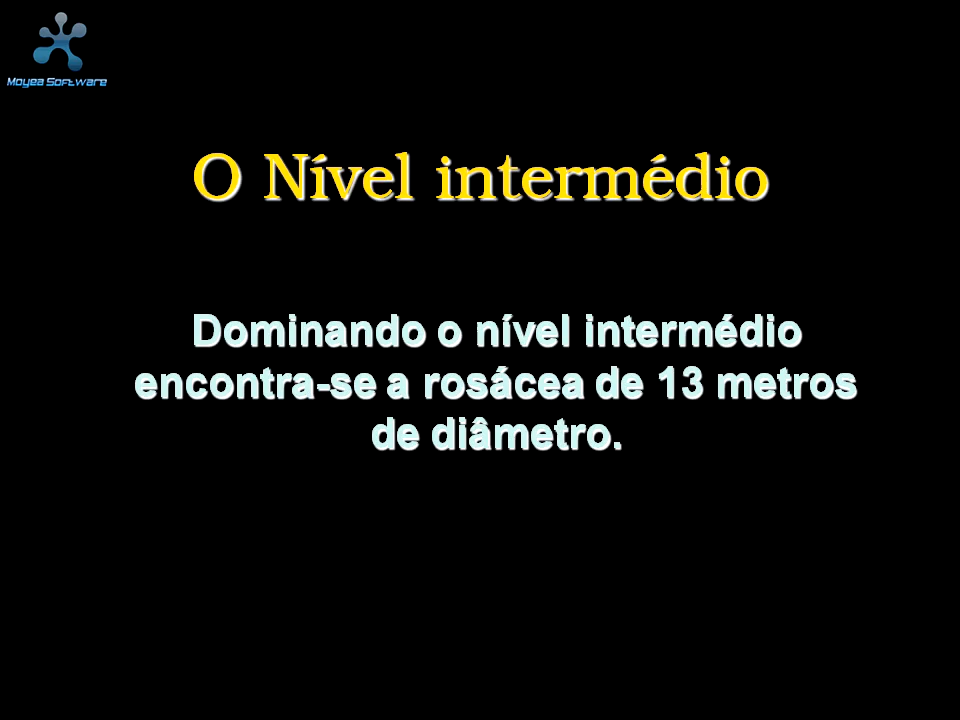 Moyea Software
O Nível intermédio
Dominando o nível intermédio
encontra-se a rosácea de 13 metros
de diâmetro.